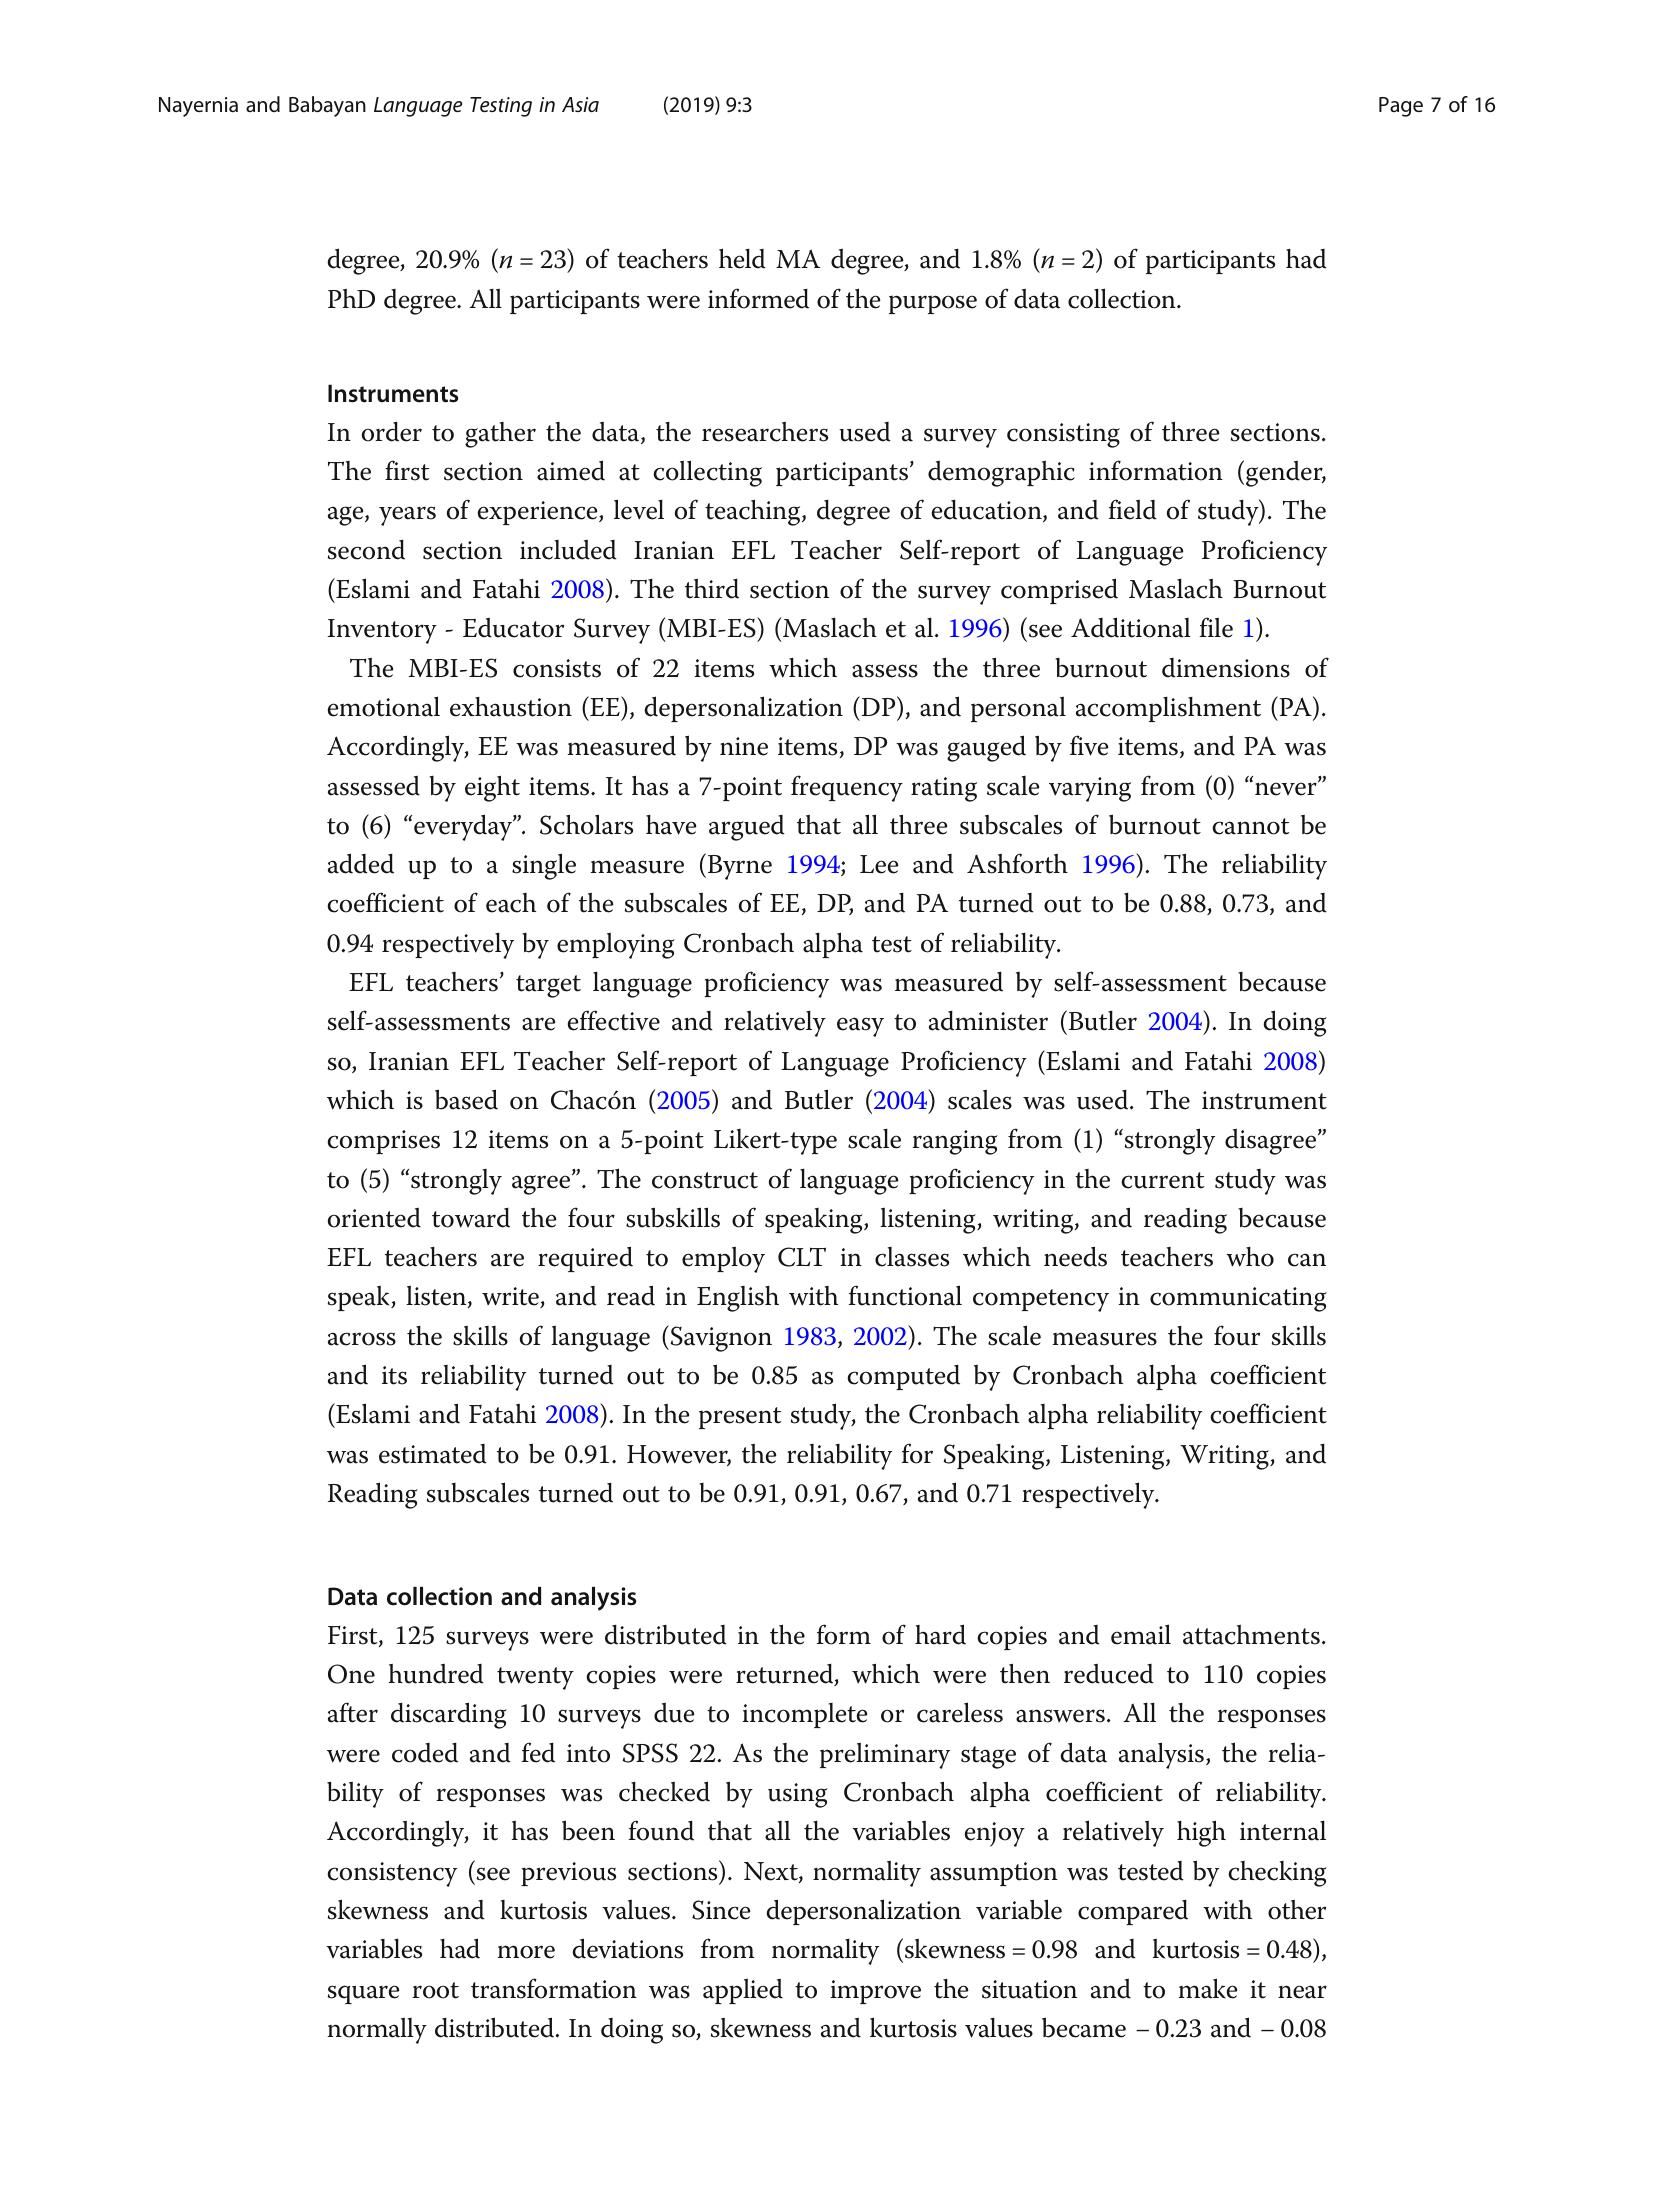 Nayernia and Babayan Language Testing in Asia (2019) 9:3 Page 7 of 16
degree, 20.9% (n = 23) of teachers held MA degree, and 1.8% (n = 2) of participants had
PhD degree. All participants were informed of the purpose of data collection.
Instruments
In order to gather the data, the researchers used a survey consisting of three sections.
The first section aimed at collecting participants’ demographic information (gender,
age, years of experience, level of teaching, degree of education, and field of study). The
second section included Iranian EFL Teacher Self-report of Language Proficiency
(Eslami and Fatahi 2008). The third section of the survey comprised Maslach Burnout
Inventory - Educator Survey (MBI-ES) (Maslach et al. 1996) (see Additional file 1).
The MBI-ES consists of 22 items which assess the three burnout dimensions of
emotional exhaustion (EE), depersonalization (DP), and personal accomplishment (PA).
Accordingly, EE was measured by nine items, DP was gauged by five items, and PA was
assessed by eight items. It has a 7-point frequency rating scale varying from (0) “never”
to (6) “everyday”. Scholars have argued that all three subscales of burnout cannot be
added up to a single measure (Byrne 1994; Lee and Ashforth 1996). The reliability
coefficient of each of the subscales of EE, DP, and PA turned out to be 0.88, 0.73, and
0.94 respectively by employing Cronbach alpha test of reliability.
EFL teachers’ target language proficiency was measured by self-assessment because
self-assessments are effective and relatively easy to administer (Butler 2004). In doing
so, Iranian EFL Teacher Self-report of Language Proficiency (Eslami and Fatahi 2008)
which is based on Chacón (2005) and Butler (2004) scales was used. The instrument
comprises 12 items on a 5-point Likert-type scale ranging from (1) “strongly disagree”
to (5) “strongly agree”. The construct of language proficiency in the current study was
oriented toward the four subskills of speaking, listening, writing, and reading because
EFL teachers are required to employ CLT in classes which needs teachers who can
speak, listen, write, and read in English with functional competency in communicating
across the skills of language (Savignon 1983, 2002). The scale measures the four skills
and its reliability turned out to be 0.85 as computed by Cronbach alpha coefficient
(Eslami and Fatahi 2008). In the present study, the Cronbach alpha reliability coefficient
was estimated to be 0.91. However, the reliability for Speaking, Listening, Writing, and
Reading subscales turned out to be 0.91, 0.91, 0.67, and 0.71 respectively.
Data collection and analysis
First, 125 surveys were distributed in the form of hard copies and email attachments.
One hundred twenty copies were returned, which were then reduced to 110 copies
after discarding 10 surveys due to incomplete or careless answers. All the responses
were coded and fed into SPSS 22. As the preliminary stage of data analysis, the relia-
bility of responses was checked by using Cronbach alpha coefficient of reliability.
Accordingly, it has been found that all the variables enjoy a relatively high internal
consistency (see previous sections). Next, normality assumption was tested by checking
skewness and kurtosis values. Since depersonalization variable compared with other
variables had more deviations from normality (skewness = 0.98 and kurtosis = 0.48),
square root transformation was applied to improve the situation and to make it near
normally distributed. In doing so, skewness and kurtosis values became − 0.23 and − 0.08